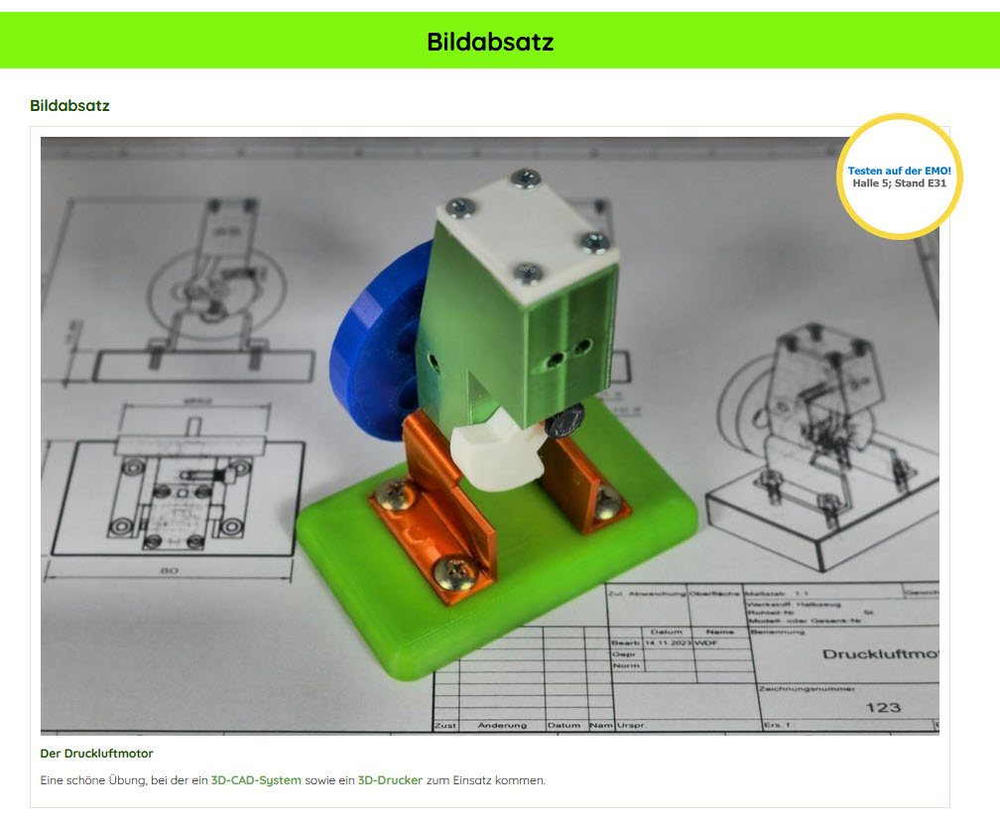 Bildabsatz
Bildabsatz
Testen auf der EMO!
Halle 5; Stand E31
80
Zul. Abweichung Oberfläche Maßstab 1:1 Gewich
Werkstoff, Halbzeug
Rohteil-Nr St
Modell- oder Gesenk-Nr
Datum Name Benennung
Bearb 14.11.2023 WDF
Gepr.
Norm
Druckluftmo
Zeichnungsnummer
123
Zust Änderung Datum Nam Urspr. Ers. f.
Der Druckluftmotor
Eine schöne Übung, bei der ein 3D-CAD-System sowie ein 3D-Drucker zum Einsatz kommen.